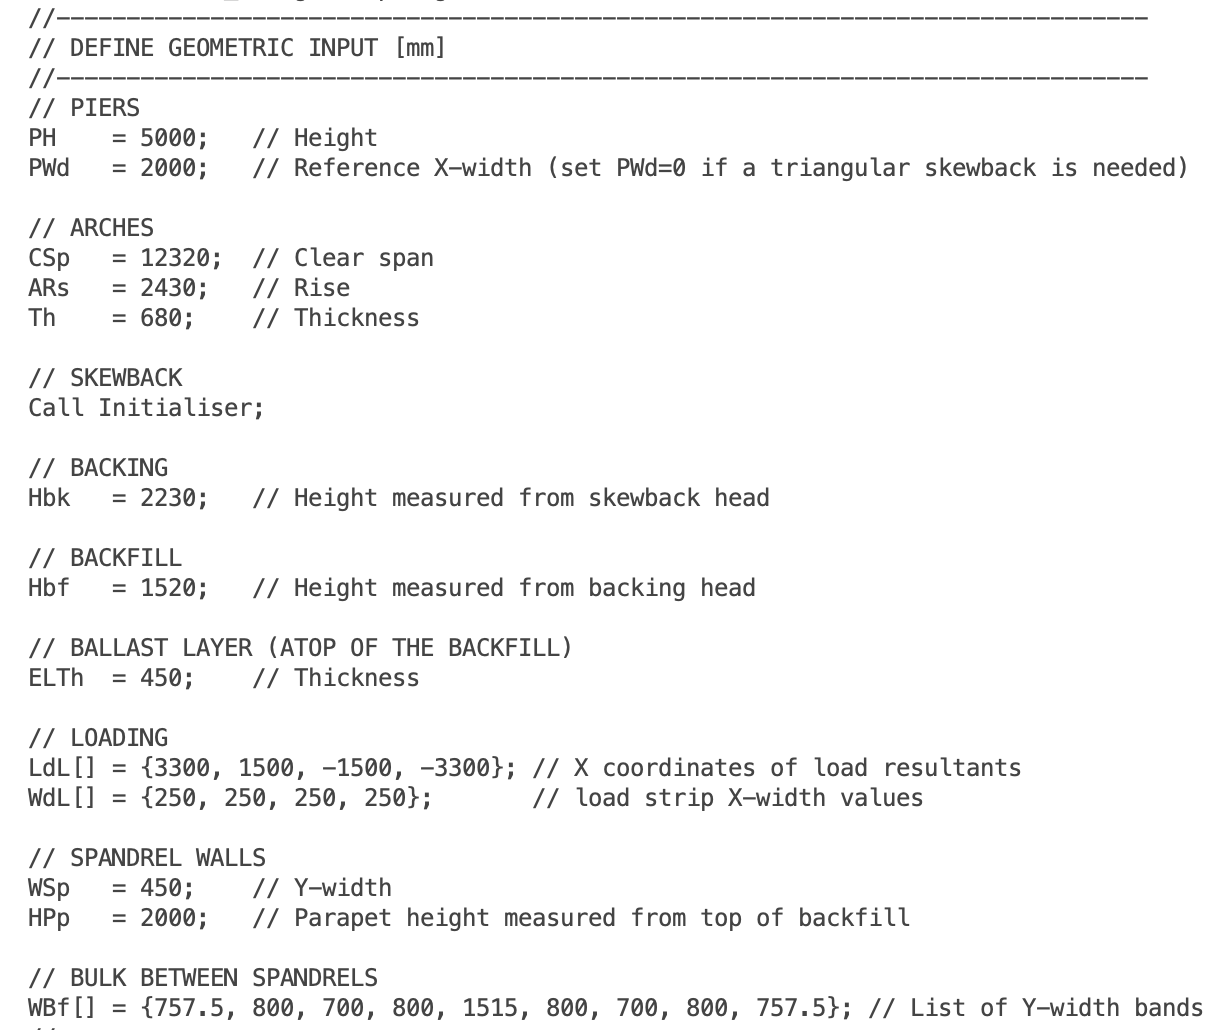 //------------------------------------------------------------------------------
// DEFINE GEOMETRIC INPUT [mm]
//------------------------------------------------------------------------------
// PIERS
PH    = 5000;   // Height
PWd   = 2000;   // Reference X-width (set PWd=0 if a triangular skewback is needed)

// ARCHES
CSp   = 12320;  // Clear span
ARs   = 2430;   // Rise
Th    = 680;    // Thickness

// SKEWBACK
Call Initialiser;

// BACKING
Hbk   = 2230;   // Height measured from skewback head

// BACKFILL
Hbf   = 1520;   // Height measured from backing head

// BALLAST LAYER (ATOP OF THE BACKFILL)
ELTh  = 450;    // Thickness

// LOADING
LdL[] = {3300, 1500, -1500, -3300}; // X coordinates of load resultants
WdL[] = {250, 250, 250, 250};       // load strip X-width values

// SPANDREL WALLS
WSp   = 450;    // Y-width
HPp   = 2000;   // Parapet height measured from top of backfill

// BULK BETWEEN SPANDRELS
WBf[] = {757.5, 800, 700, 800, 1515, 800, 700, 800, 757.5}; // List of Y-width bands